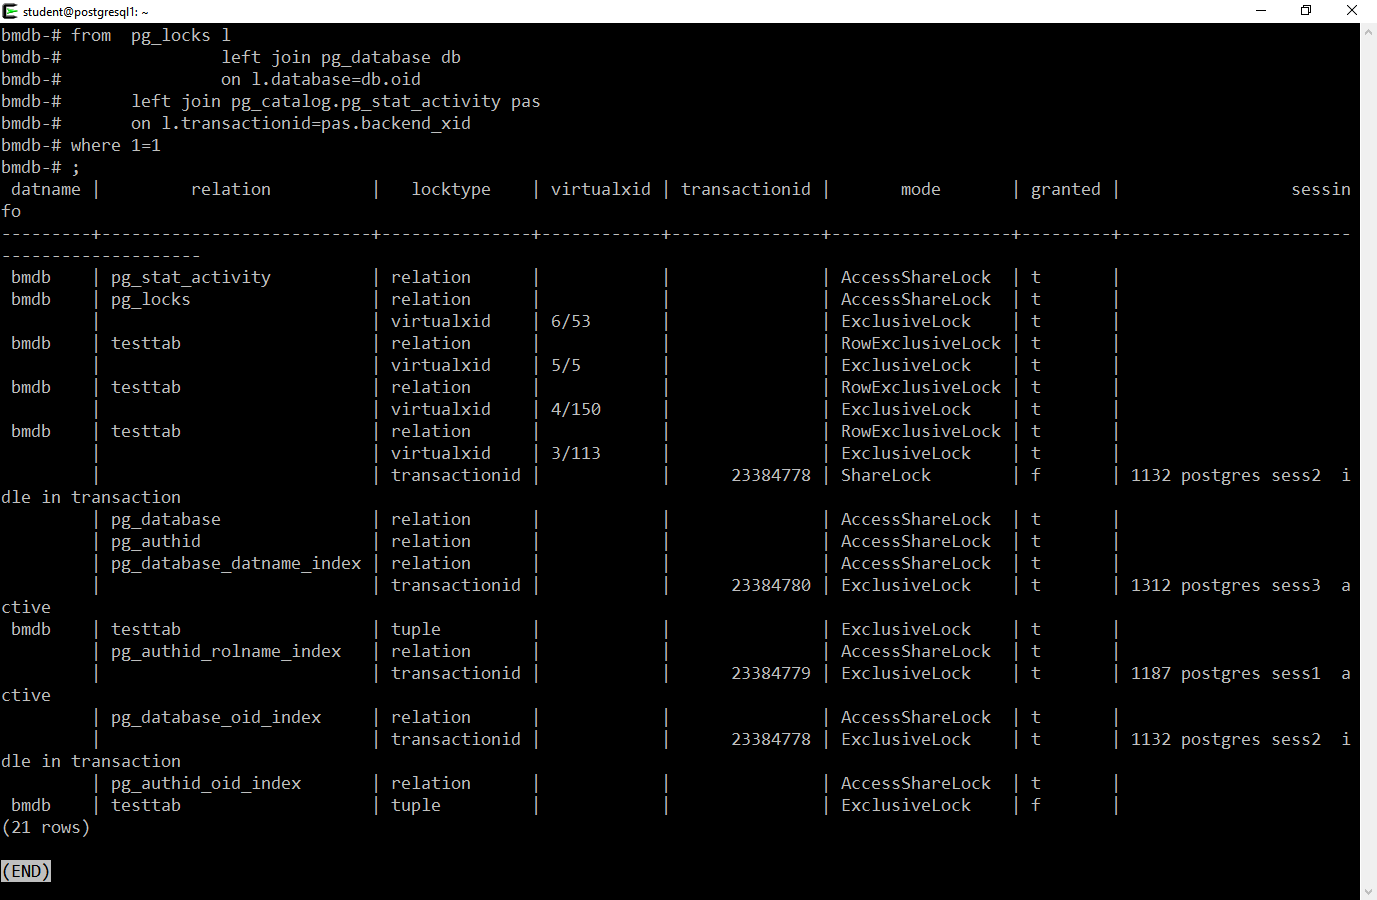 student@postgresql1: ~
bmdb-# from  pg_locks l
bmdb-#                left join pg_database db
bmdb-#                on l.database=db.oid
bmdb-#       left join pg_catalog.pg_stat_activity pas
bmdb-#       on l.transactionid=pas.backend_xid
bmdb-# where 1=1
bmdb-# ;
 datname |         relation          |   locktype    | virtualxid | transactionid |       mode       | granted |                 sessin
fo
---------+---------------------------+---------------+------------+---------------+------------------+---------+-----------------------
--------------------
 bmdb    | pg_stat_activity          | relation      |            |               | AccessShareLock  | t       |
 bmdb    | pg_locks                  | relation      |            |               | AccessShareLock  | t       |
         |                           | virtualxid    | 6/53       |               | ExclusiveLock    | t       |
 bmdb    | testtab                   | relation      |            |               | RowExclusiveLock | t       |
         |                           | virtualxid    | 5/5        |               | ExclusiveLock    | t       |
 bmdb    | testtab                   | relation      |            |               | RowExclusiveLock | t       |
         |                           | virtualxid    | 4/150      |               | ExclusiveLock    | t       |
 bmdb    | testtab                   | relation      |            |               | RowExclusiveLock | t       |
         |                           | virtualxid    | 3/113      |               | ExclusiveLock    | t       |
         |                           | transactionid |            |      23384778 | ShareLock        | f       | 1132 postgres sess2  i
dle in transaction
         | pg_database               | relation      |            |               | AccessShareLock  | t       |
         | pg_authid                 | relation      |            |               | AccessShareLock  | t       |
         | pg_database_datname_index | relation      |            |               | AccessShareLock  | t       |
         |                           | transactionid |            |      23384780 | ExclusiveLock    | t       | 1312 postgres sess3  a
ctive
 bmdb    | testtab                   | tuple         |            |               | ExclusiveLock    | t       |
         | pg_authid_rolname_index   | relation      |            |               | AccessShareLock  | t       |
         |                           | transactionid |            |      23384779 | ExclusiveLock    | t       | 1187 postgres sess1  a
ctive
         | pg_database_oid_index     | relation      |            |               | AccessShareLock  | t       |
         |                           | transactionid |            |      23384778 | ExclusiveLock    | t       | 1132 postgres sess2  i
dle in transaction
         | pg_authid_oid_index       | relation      |            |               | AccessShareLock  | t       |
 bmdb    | testtab                   | tuple         |            |               | ExclusiveLock    | f       |
(21 rows)
(END)